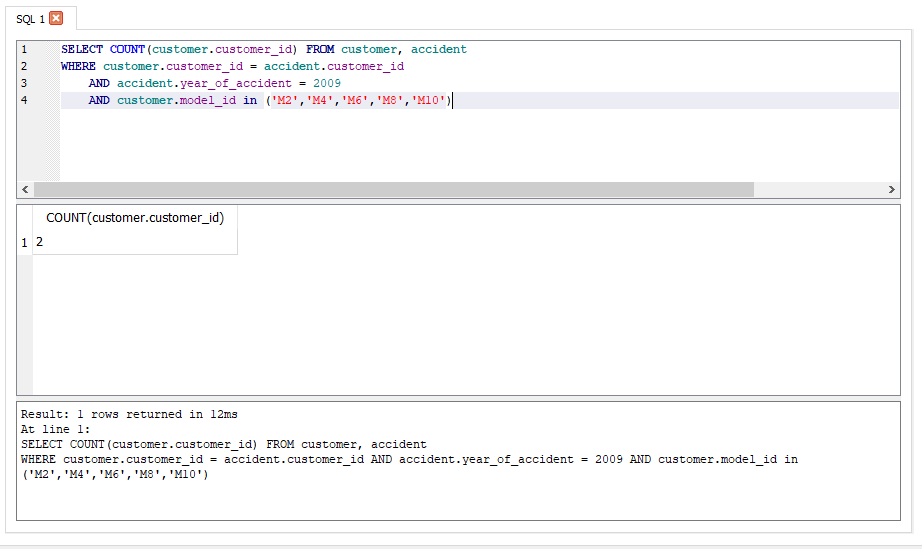 SQL 1
1 SELECT COUNT(customer.customer_id) FROM customer, accident
2 WHERE customer.customer_id = accident.customer_id
3 AND accident.year_of_accident = 2009
4 AND customer.model_id in ('M2','M4','M6','M8','M10')
COUNT(customer.customer_id)
1 2
Result: 1 rows returned in 12ms
At line 1:
SELECT COUNT(customer.customer_id) FROM customer, accident
WHERE customer.customer_id = accident.customer_id AND accident.year_of_accident = 2009 AND customer.model_id in
('M2','M4','M6','M8','M10')